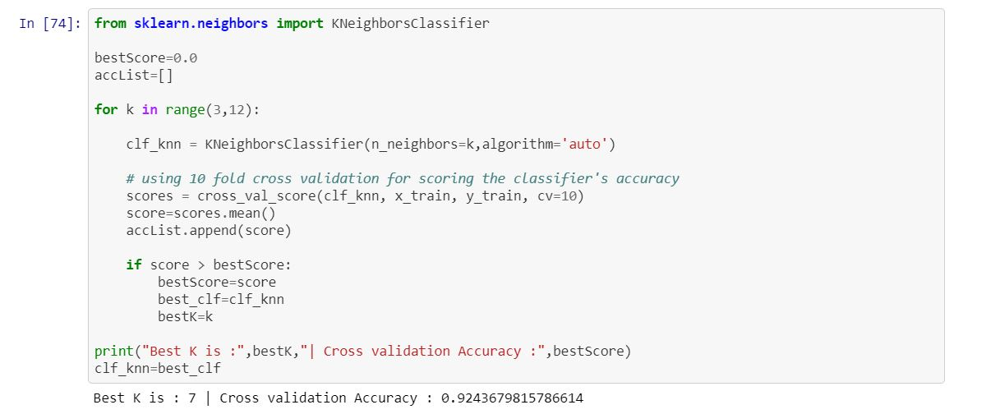 In [74]: from sklearn.neighbors import KNeighborsClassifier
bestScore=0.0
accList=[]
for k in range(3,12):
clf_knn = KNeighborsClassifier(n_neighbors=k,algorithm='auto')
# using 10 fold cross validation for scoring the classifier's accuracy
scores = cross_val_score(clf_knn, x_train, y_train, cv=10)
score=scores.mean()
accList.append(score)
if score > bestScore:
bestScore=score
best_clf=clf_knn
bestK=k
print("Best K is :",bestK,"| Cross validation Accuracy :",bestScore)
clf_knn=best_clf
Best K is : 7 | Cross validation Accuracy : 0.9243679815786614